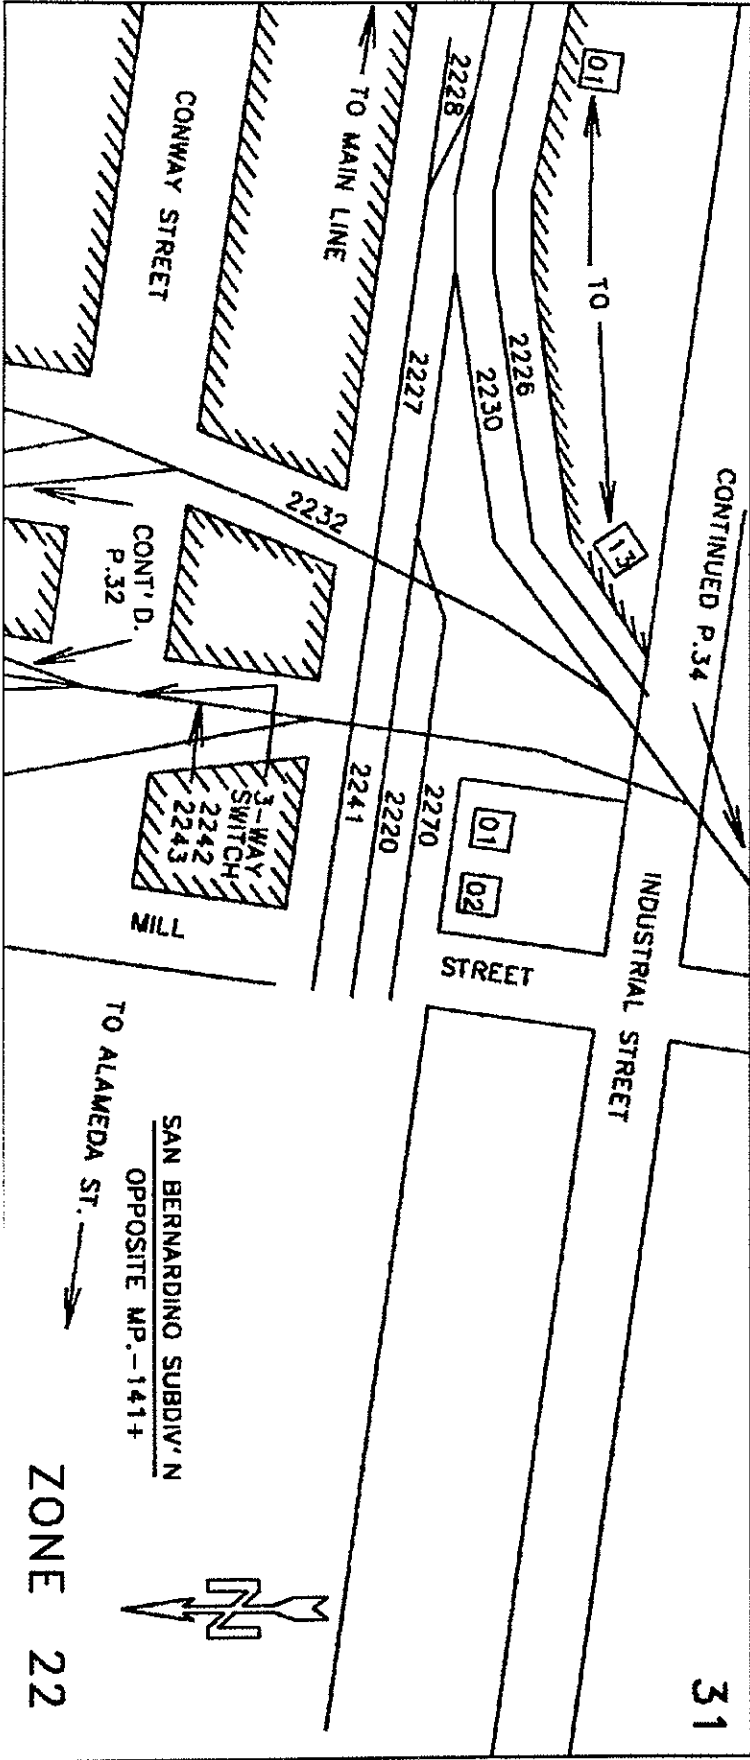 31
CONTINUED P.34
01
TO
13
INDUSTRIAL STREET
2226
2230
2228
2227
TO MAIN LINE
2232
01
02
2270
2220
2241
STREET
MILL
3-WAY
SWITCH
2242
2243
CONWAY STREET
CONT'D.
P.32
SAN BERNARDINO SUBDIV'N
OPPOSITE MP.-141+
TO ALAMEDA ST.
N
ZONE 22